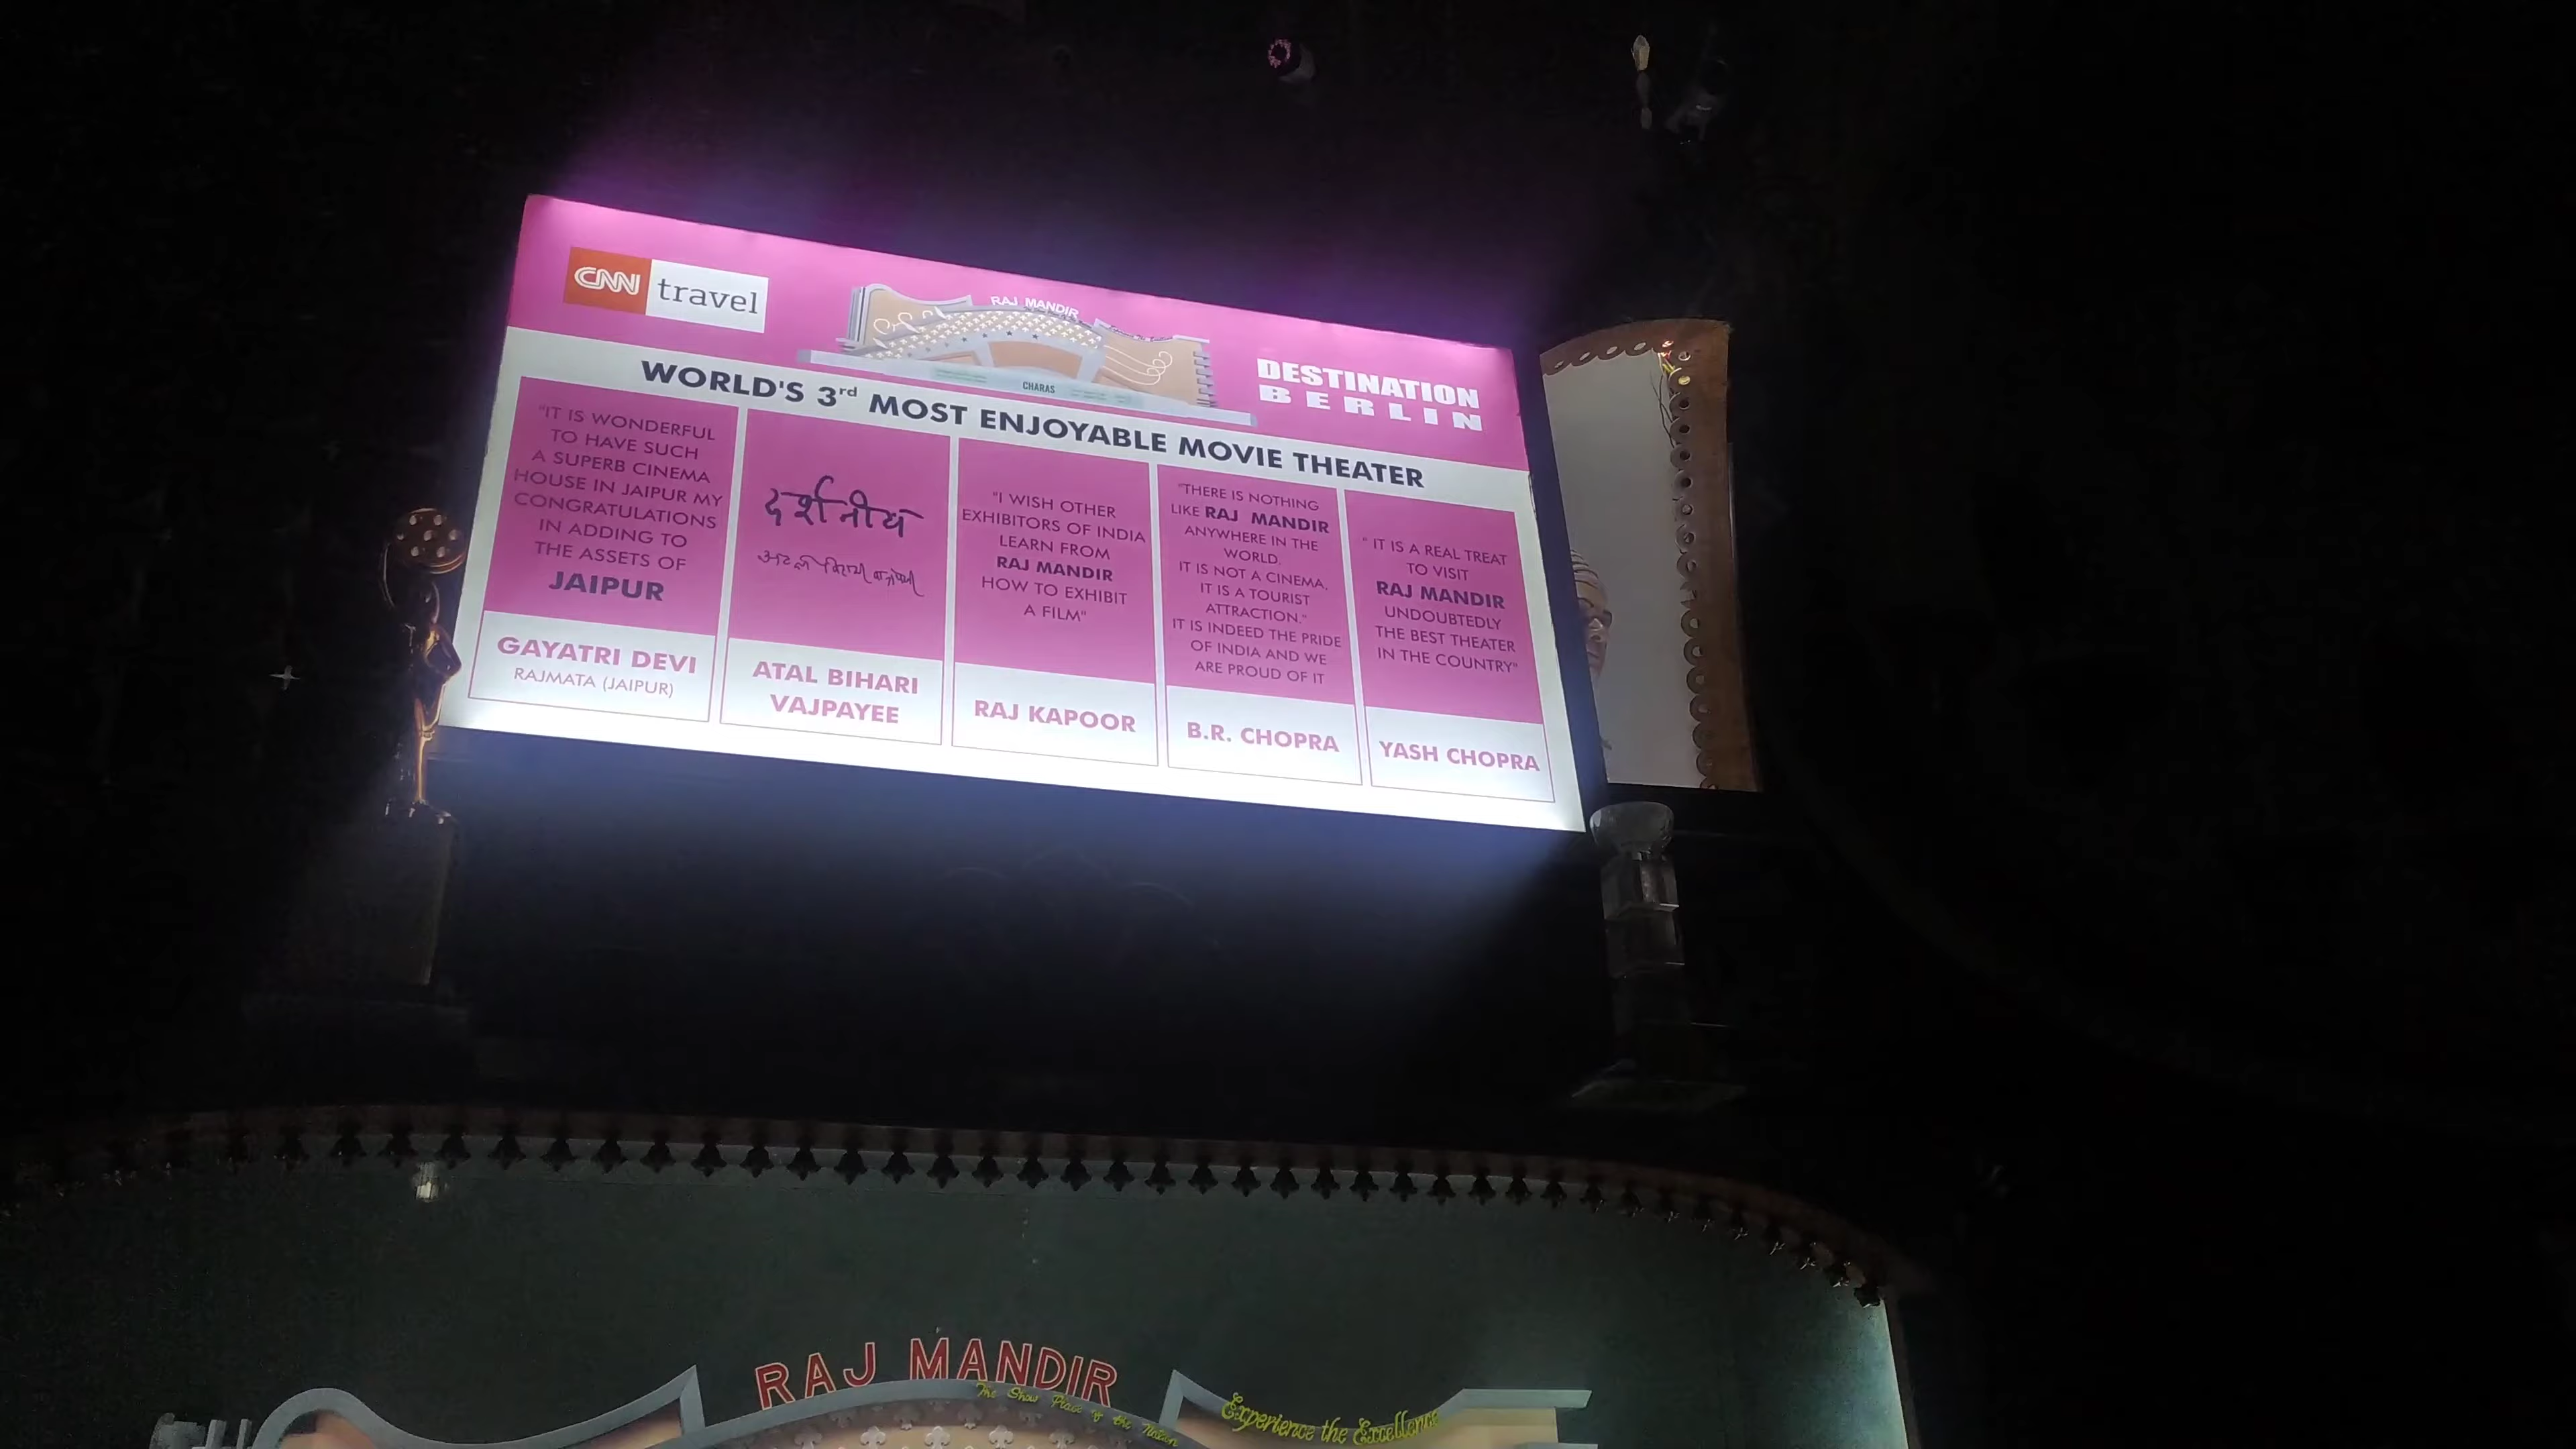 CNN travel
RAJ MANDIR
CHARAS
DESTINATION
BERLIN
WORLD'S 3rd MOST ENJOYABLE MOVIE THEATER
"IT IS WONDERFUL
TO HAVE SUCH
A SUPERB CINEMA
HOUSE IN JAIPUR MY
CONGRATULATIONS
IN ADDING TO
THE ASSETS OF
JAIPUR
GAYATRI DEVI
RAJMATA (JAIPUR)
दर्शनीय
अटल बिहारी वाजपेयी
ATAL BIHARI
VAJPAYEE
"I WISH OTHER
EXHIBITORS OF INDIA
LEARN FROM
RAJ MANDIR
HOW TO EXHIBIT
A FILM"
RAJ KAPOOR
"THERE IS NOTHING
LIKE RAJ MANDIR
ANYWHERE IN THE
WORLD.
IT IS NOT A CINEMA.
IT IS A TOURIST
ATTRACTION."
IT IS INDEED THE PRIDE
OF INDIA AND WE
ARE PROUD OF IT
B.R. CHOPRA
" IT IS A REAL TREAT
TO VISIT
RAJ MANDIR
UNDOUBTEDLY
THE BEST THEATER
IN THE COUNTRY"
YASH CHOPRA
RAJ MANDIR
The Show Place of the Nation
Experience the Excellence